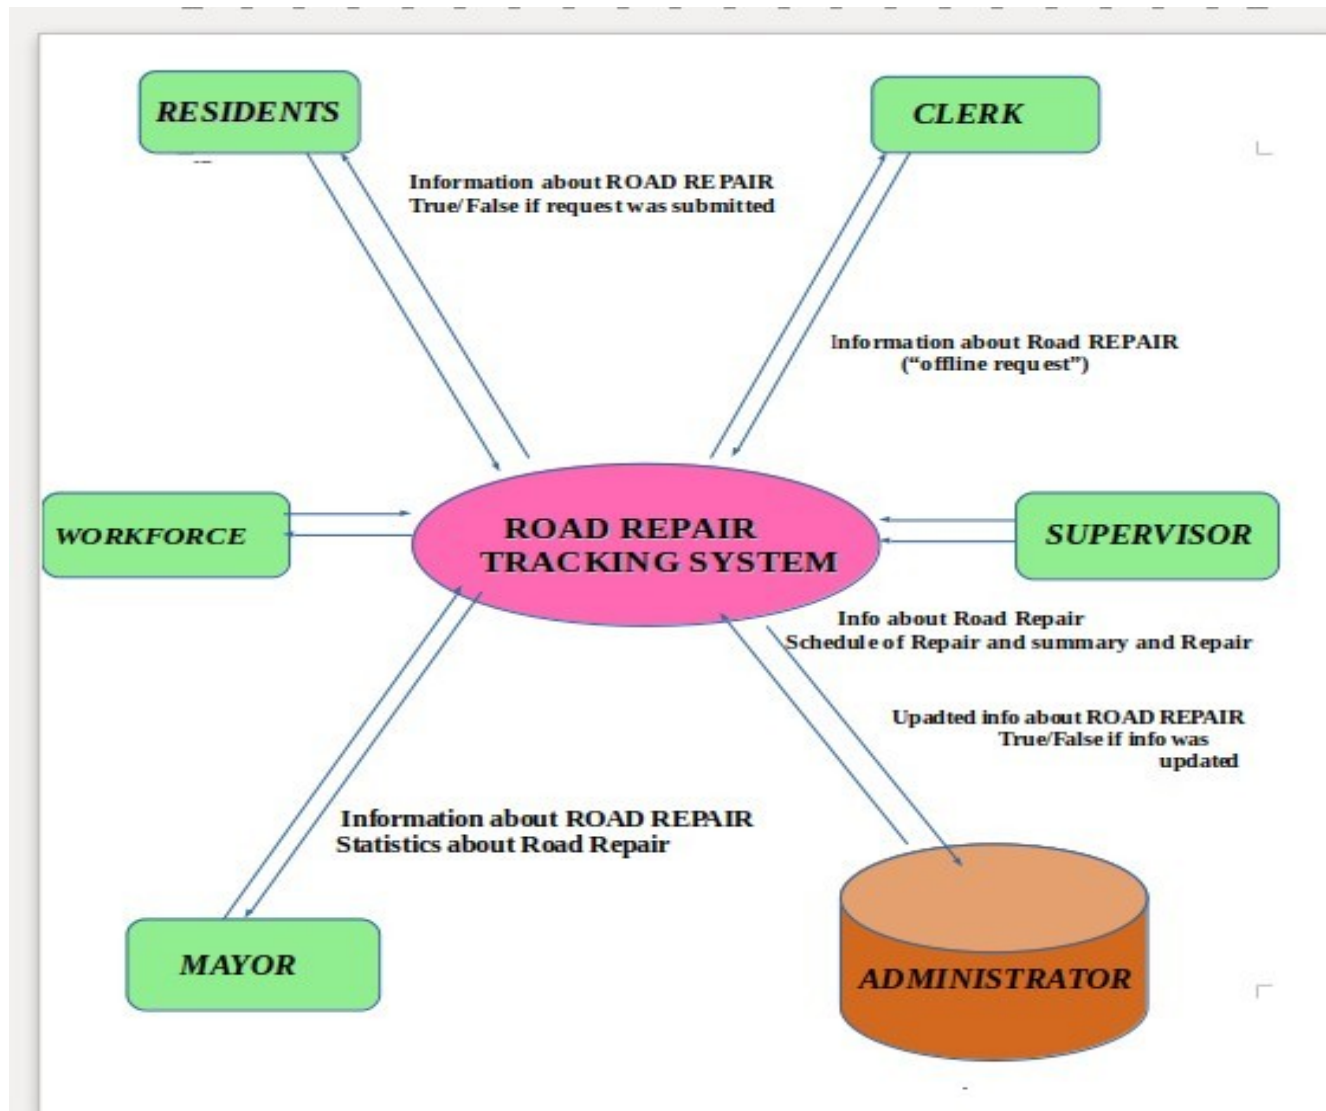 RESIDENTS
CLERK
Information about ROAD REPAIR
True/False if request was submitted
Information about Road REPAIR
(“offline request”)
WORKFORCE
ROAD REPAIR
TRACKING SYSTEM
SUPERVISOR
Info about Road Repair
Schedule of Repair and summary and Repair
Upadted info about ROAD REPAIR
True/False if info was
updated
Information about ROAD REPAIR
Statistics about Road Repair
MAYOR
ADMINISTRATOR